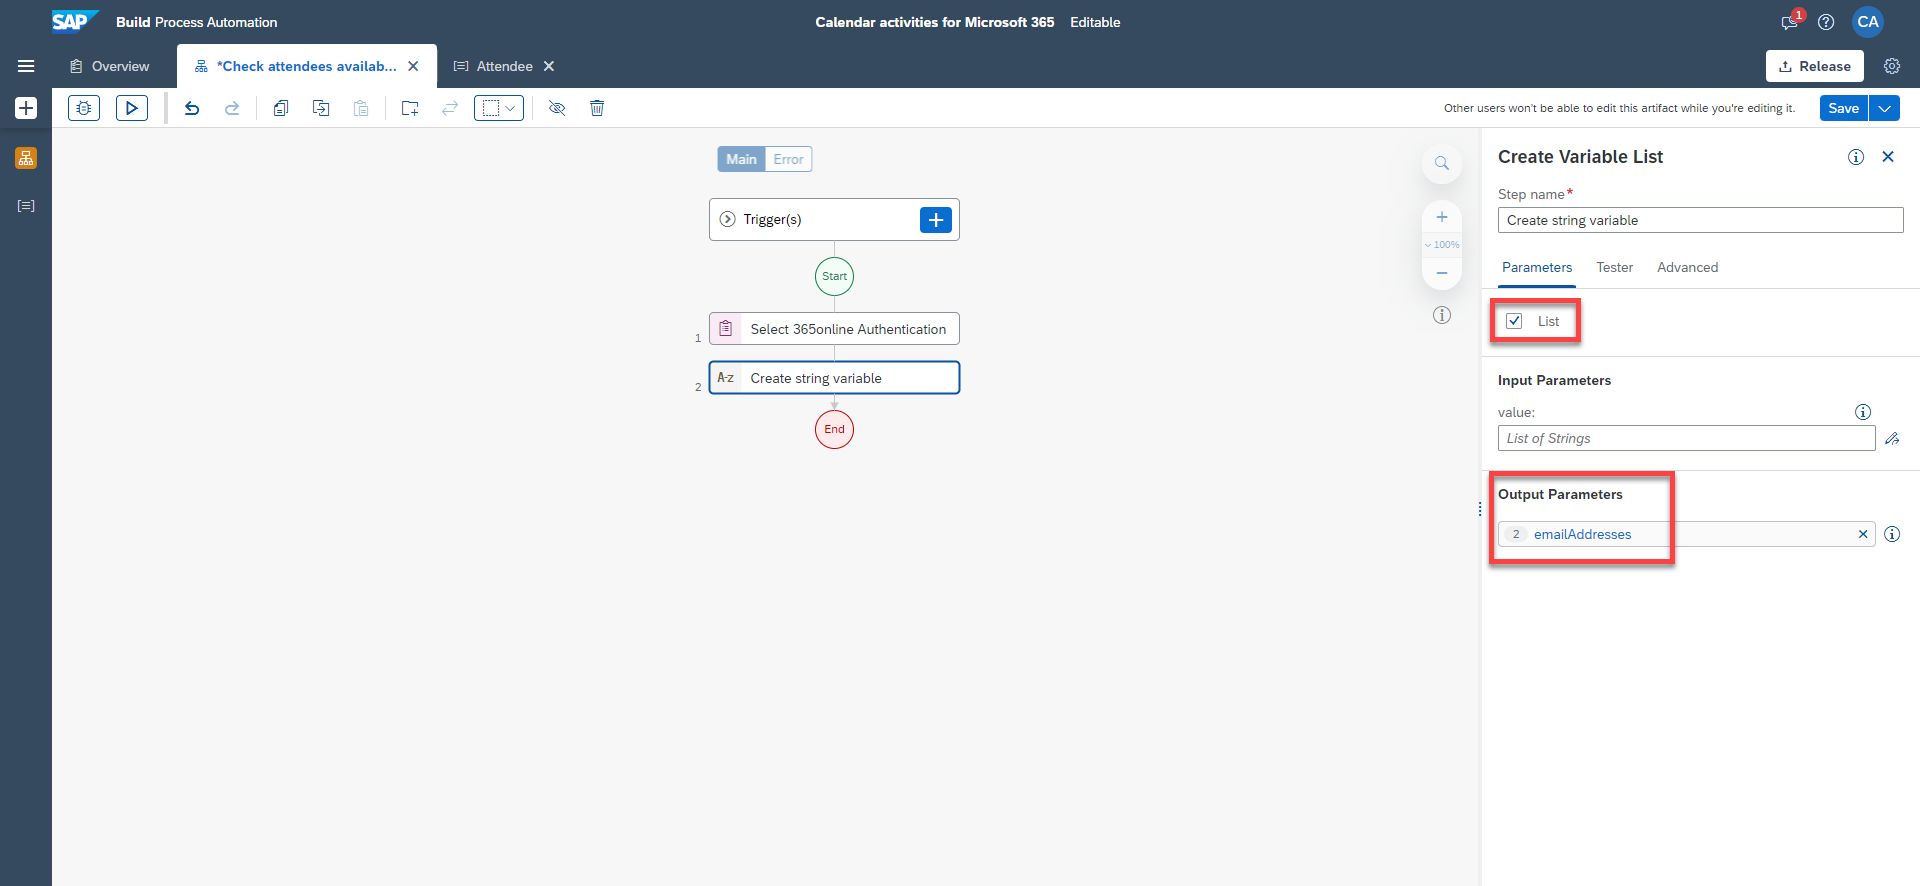 SAP Build Process Automation
Calendar activities for Microsoft 365 Editable
1
CA
Overview
*Check attendees availab...
Attendee
Release
Other users won't be able to edit this artifact while you're editing it.
Save
Main Error
Trigger(s)
Start
1 Select 365online Authentication
2 A-z Create string variable
End
100%
Create Variable List
Step name*
Create string variable
Parameters Tester Advanced
List
Input Parameters
value:
List of Strings
Output Parameters
2 emailAddresses